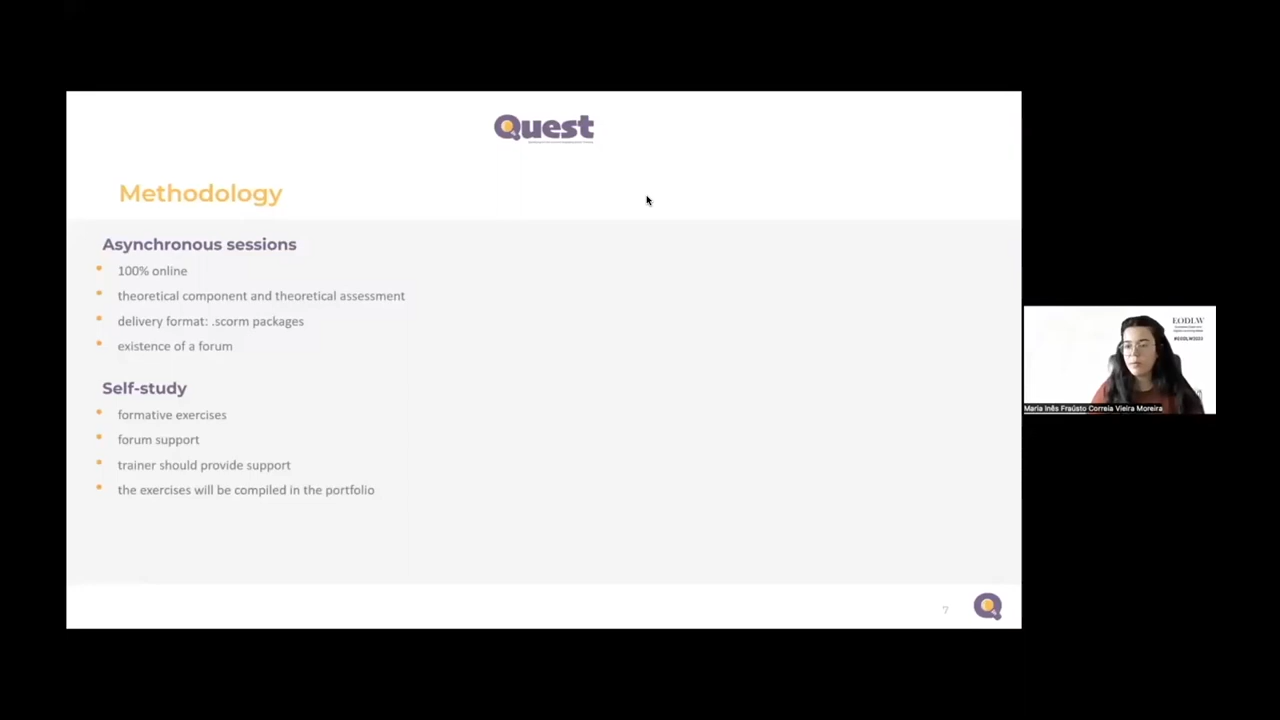 Quest
Methodology
Asynchronous sessions
100% online
theoretical component and theoretical assessment
delivery format: .scorm packages
existence of a forum
Self-study
formative exercises
forum support
trainer should provide support
the exercises will be compiled in the portfolio
7
EODLW
Maria Inês Fraústo Correia Vieira Moreira